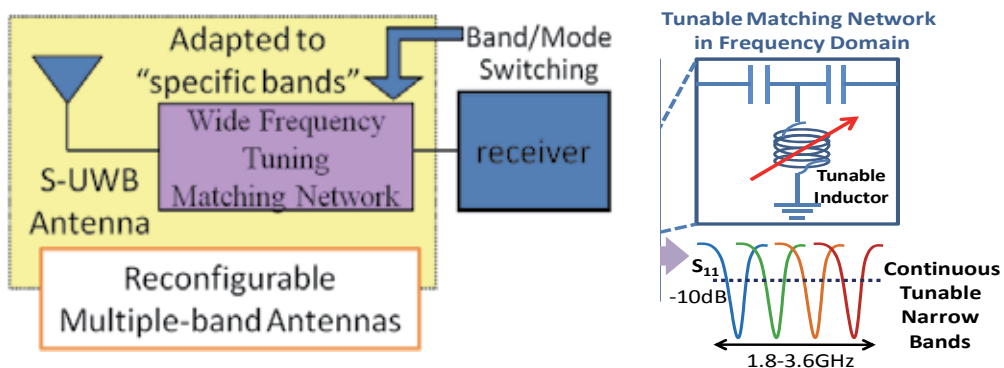 Adapted to
“specific bands”
Band/Mode
Switching
Wide Frequency
Tuning
Matching Network
receiver
S-UWB
Antenna
Reconfigurable
Multiple-band Antennas
Tunable Matching Network
in Frequency Domain
Tunable
Inductor
S11
-10dB
Continuous
Tunable
Narrow
Bands
1.8-3.6GHz